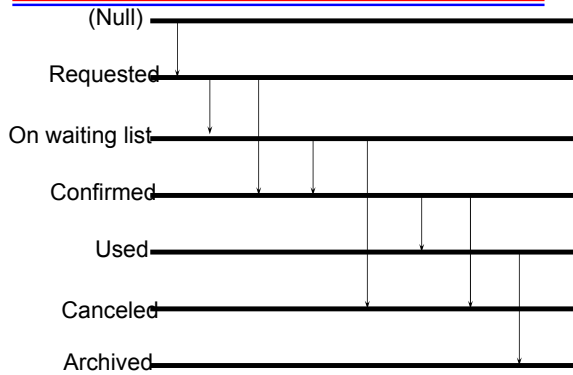 (Null)
Requested
On waiting list
Confirmed
Used
Canceled
Archived